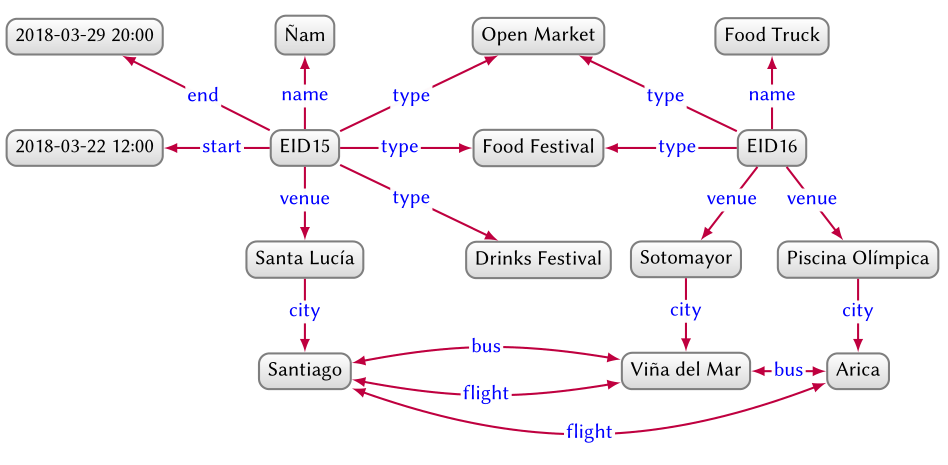 2018-03-29 20:00
Ñam
Open Market
Food Truck
end
name
type
type
name
2018-03-22 12:00
start
EID15
type
Food Festival
type
EID16
venue
type
venue
venue
Santa Lucía
Drinks Festival
Sotomayor
Piscina Olímpica
city
city
city
bus
Santiago
Viña del Mar
bus
Arica
flight
flight